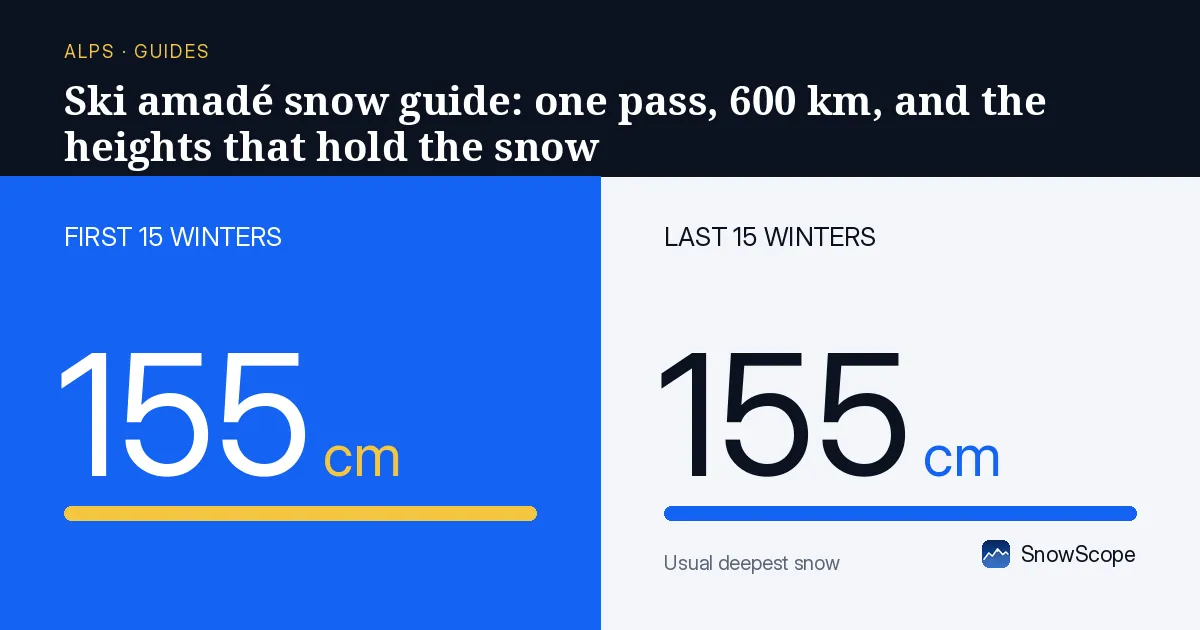 ALPS · GUIDES
Ski amadé snow guide: one pass, 600 km, and the
heights that hold the snow
FIRST 15 WINTERS
155 cm
LAST 15 WINTERS
155 cm
Usual deepest snow
SnowScope